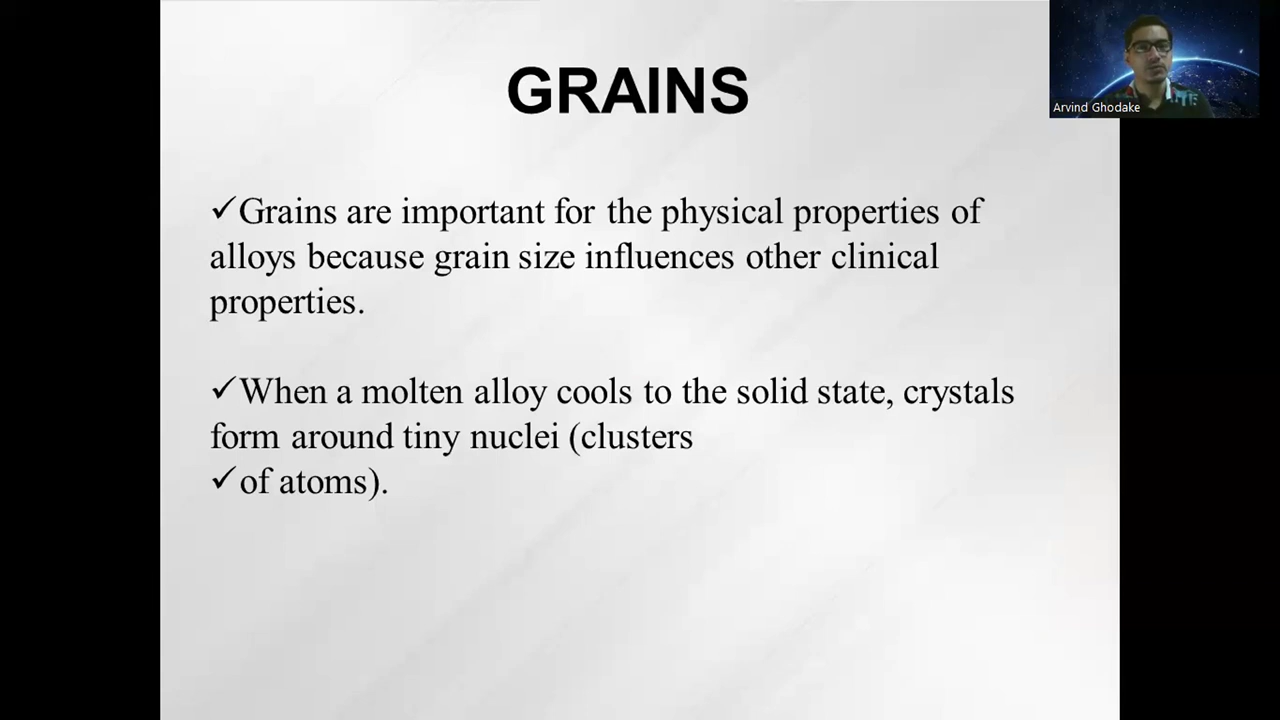 GRAINS
Arvind Ghodake
✓Grains are important for the physical properties of
alloys because grain size influences other clinical
properties.
✓When a molten alloy cools to the solid state, crystals
form around tiny nuclei (clusters
✓of atoms).